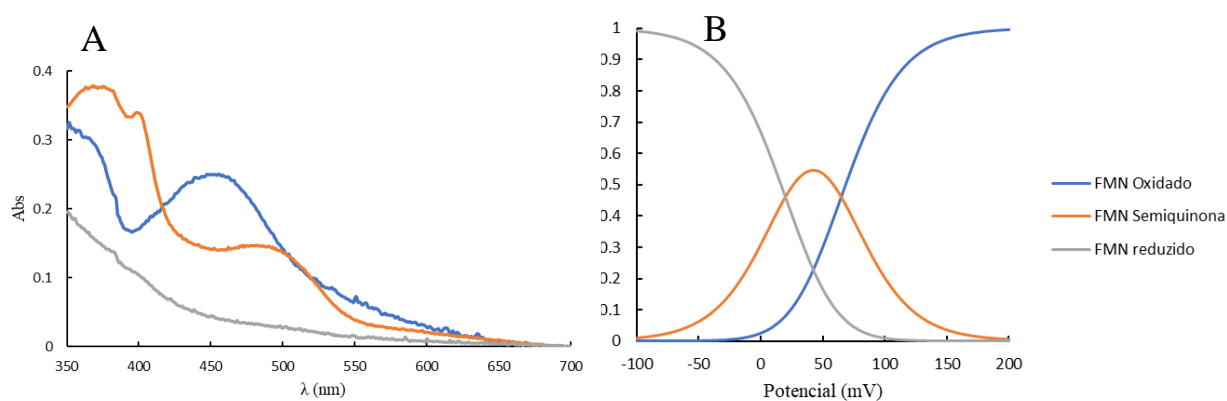 A
0.4
0.3
0.2
0.1
0
Abs
350 400 450 500 550 600 650 700
λ (nm)
B
1
0.9
0.8
0.7
0.6
0.5
0.4
0.3
0.2
0.1
0
-100 -50 0 50 100 150 200
Potencial (mV)
FMN Oxidado
FMN Semiquinona
FMN reduzido